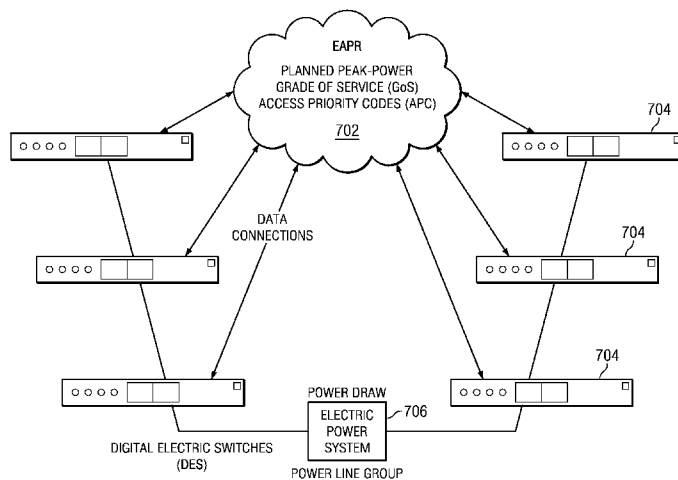 EAPR
PLANNED PEAK-POWER
GRADE OF SERVICE (GoS)
ACCESS PRIORITY CODES (APC)
702
704
DATA
CONNECTIONS
704
704
POWER DRAW
ELECTRIC
POWER
SYSTEM
706
DIGITAL ELECTRIC SWITCHES
(DES)
POWER LINE GROUP